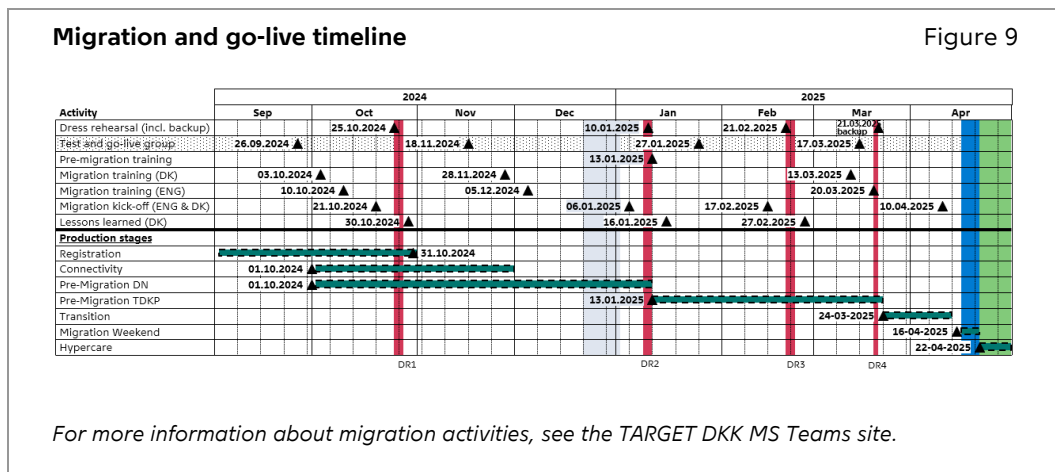 Migration and go-live timeline Figure 9
2024 2025
Activity Sep Oct Nov Dec Jan Feb Mar Apr
Dress rehearsal (incl. backup) 25.10.2024 10.01.2025 21.02.2025 21.03.2025
backup
Test and go-live group 26.09.2024 18.11.2024 27.01.2025 17.03.2025
Pre-migration training 13.01.2025
Migration training (DK) 03.10.2024 28.11.2024 13.03.2025
Migration training (ENG) 10.10.2024 05.12.2024 20.03.2025
Migration kick-off (ENG & DK) 21.10.2024 06.01.2025 17.02.2025 10.04.2025
Lessons learned (DK) 30.10.2024 16.01.2025 27.02.2025
Production stages
Registration 31.10.2024
Connectivity 01.10.2024
Pre-Migration DN 01.10.2024
Pre-Migration TDKP 13.01.2025
Transition 24-03-2025
Migration Weekend 16-04-2025
Hypercare 22-04-2025
DR1 DR2 DR3 DR4
For more information about migration activities, see the TARGET DKK MS Teams site.